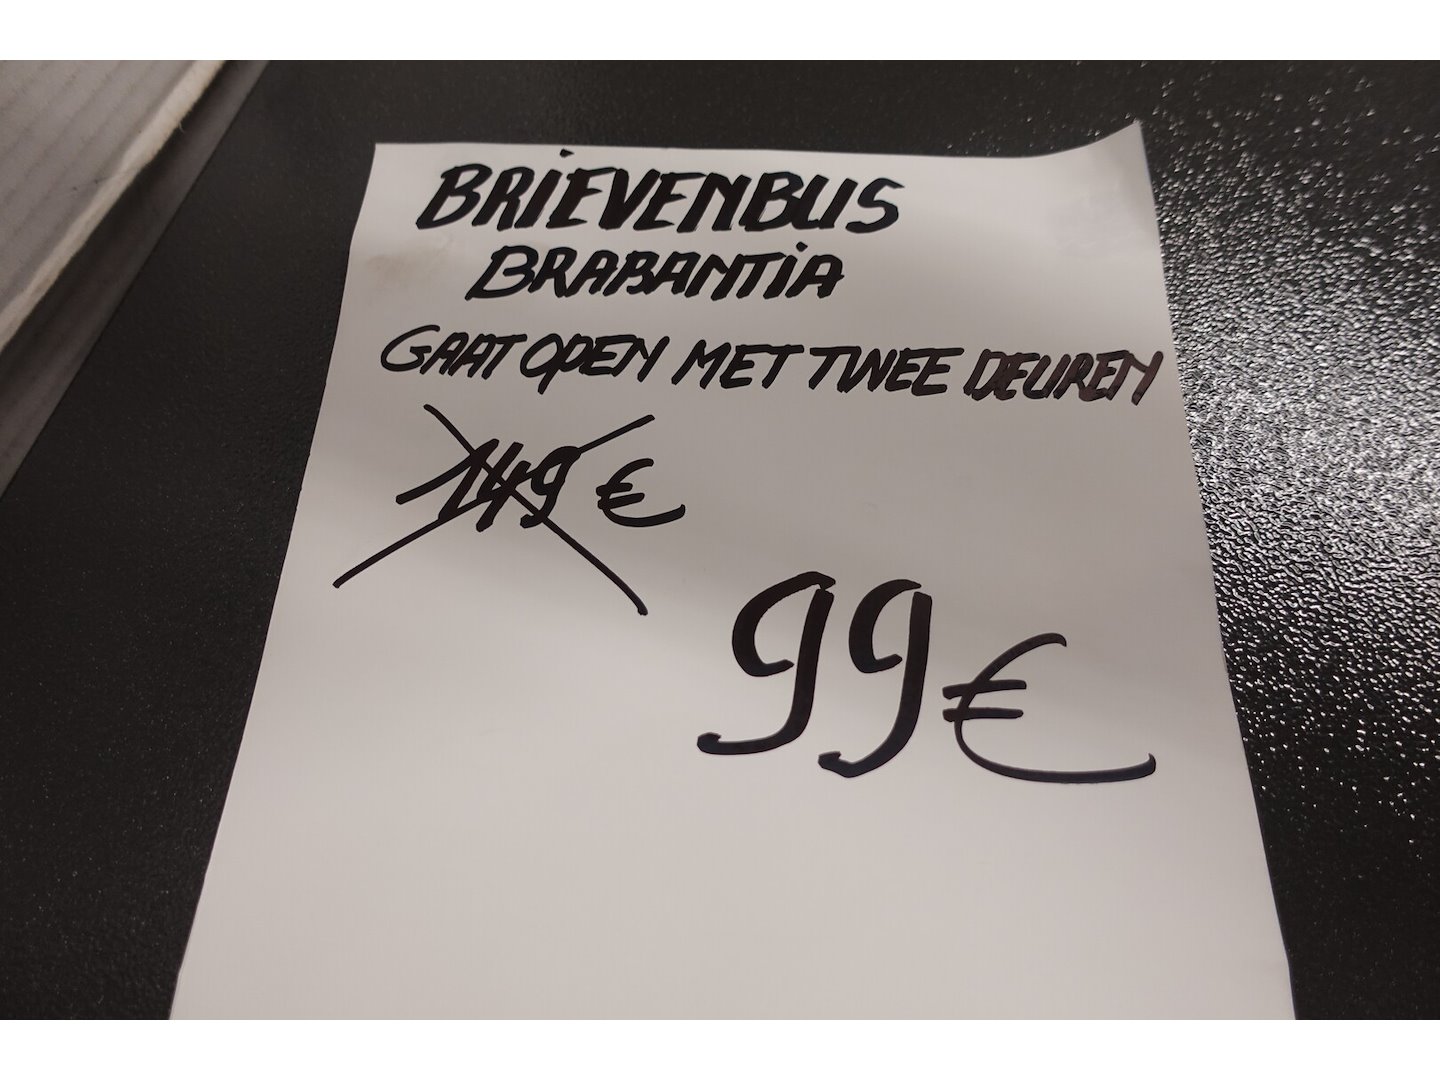 BRIEVENBUS
BRABANTIA
GAAT OPEN MET TWEE DEUREN
149 €
99 €